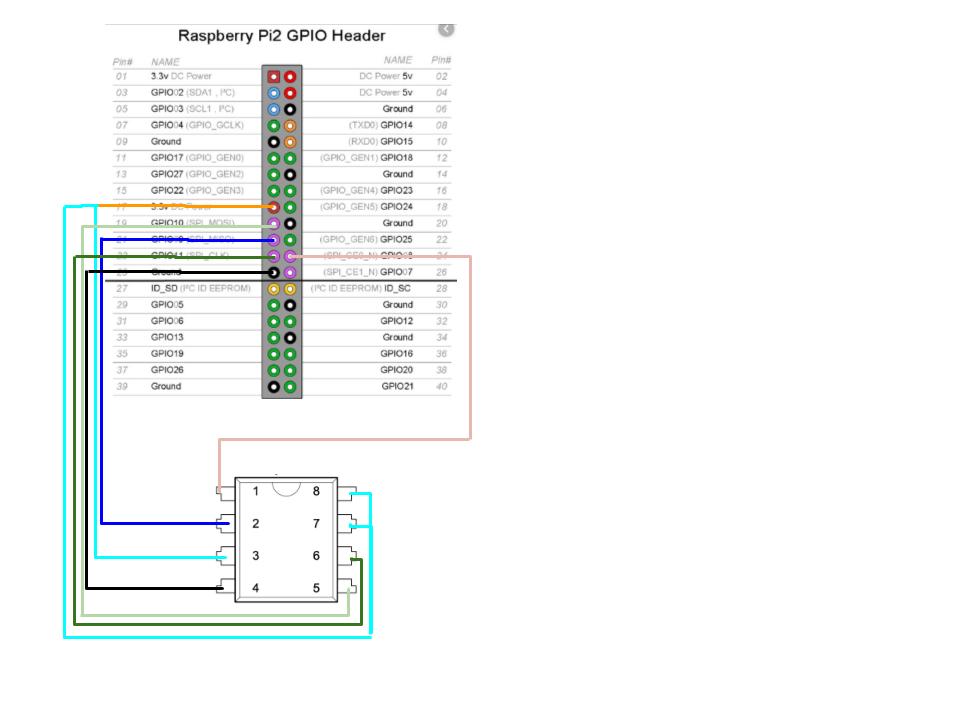 Raspberry Pi2 GPIO Header
Pin# NAME NAME Pin#
01 3.3v DC Power DC Power 5v 02
03 GPIO02 (SDA1 , I²C) DC Power 5v 04
05 GPIO03 (SCL1 , I²C) Ground 06
07 GPIO04 (GPIO_GCLK) (TXD0) GPIO14 08
09 Ground (RXD0) GPIO15 10
11 GPIO17 (GPIO_GEN0) (GPIO_GEN1) GPIO18 12
13 GPIO27 (GPIO_GEN2) Ground 14
15 GPIO22 (GPIO_GEN3) (GPIO_GEN4) GPIO23 16
17 3.3v DC Power (GPIO_GEN5) GPIO24 18
19 GPIO10 (SPI_MOSI) Ground 20
21 (SPI_MISO) (GPIO_GEN6) GPIO25 22
23 GPIO11 (SPI_CLK) (SPI_CE0_N) GPIO08 24
25 Ground (SPI_CE1_N) GPIO07 26
27 ID_SD (I²C ID EEPROM) (I²C ID EEPROM) ID_SC 28
29 GPIO05 Ground 30
31 GPIO06 GPIO12 32
33 GPIO13 Ground 34
35 GPIO19 GPIO16 36
37 GPIO26 GPIO20 38
39 Ground GPIO21 40
1 8
2 7
3 6
4 5